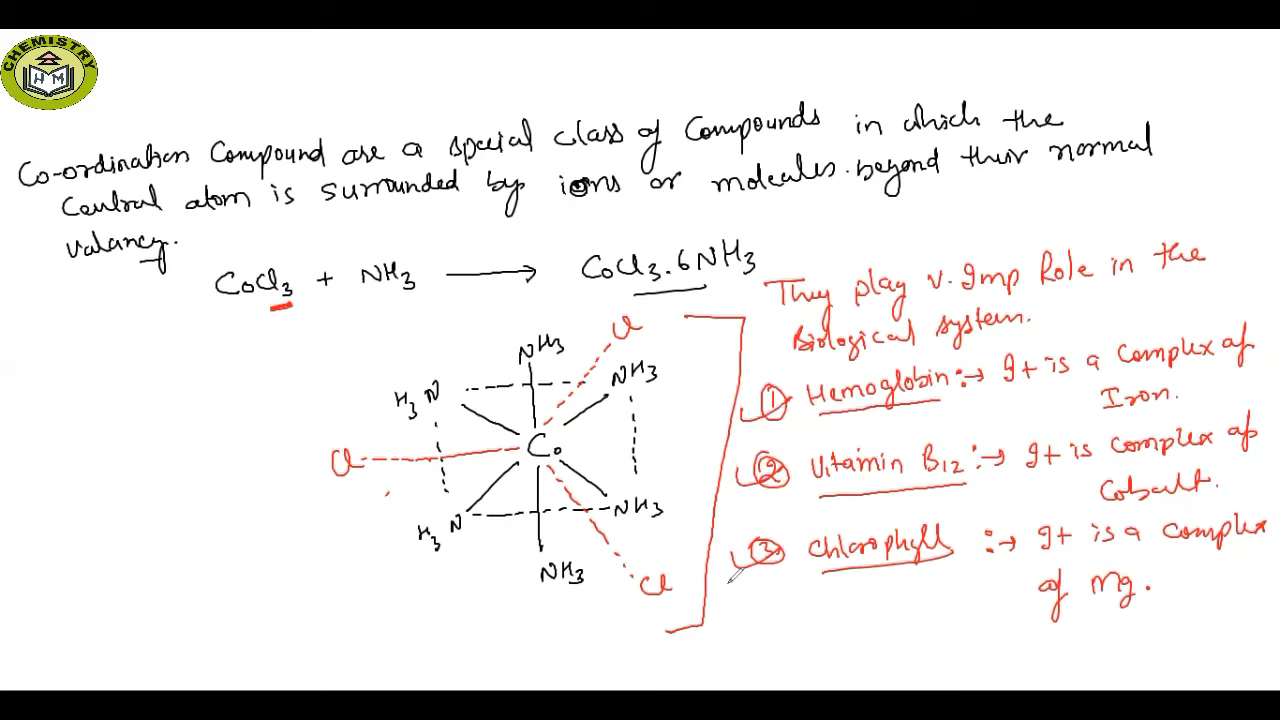 CHEMISTRY
HM
Co-ordination Compound are a special class of Compounds in which the
Central atom is surrounded by ions or molecules. beyond their normal
Valancy.
CoCl3 + NH3 → CoCl3.6NH3
They play v. Imp Role in the
Biological system.
Cl
NH3
NH3
H3N
Co
Cl
H3N
NH3
NH3
Cl
① Hemoglobin :→ It is a complex of
Iron.
② Vitamin B12 :→ It is complex of
Cobalt.
③ Chlorophyll :→ It is a complex
of Mg.